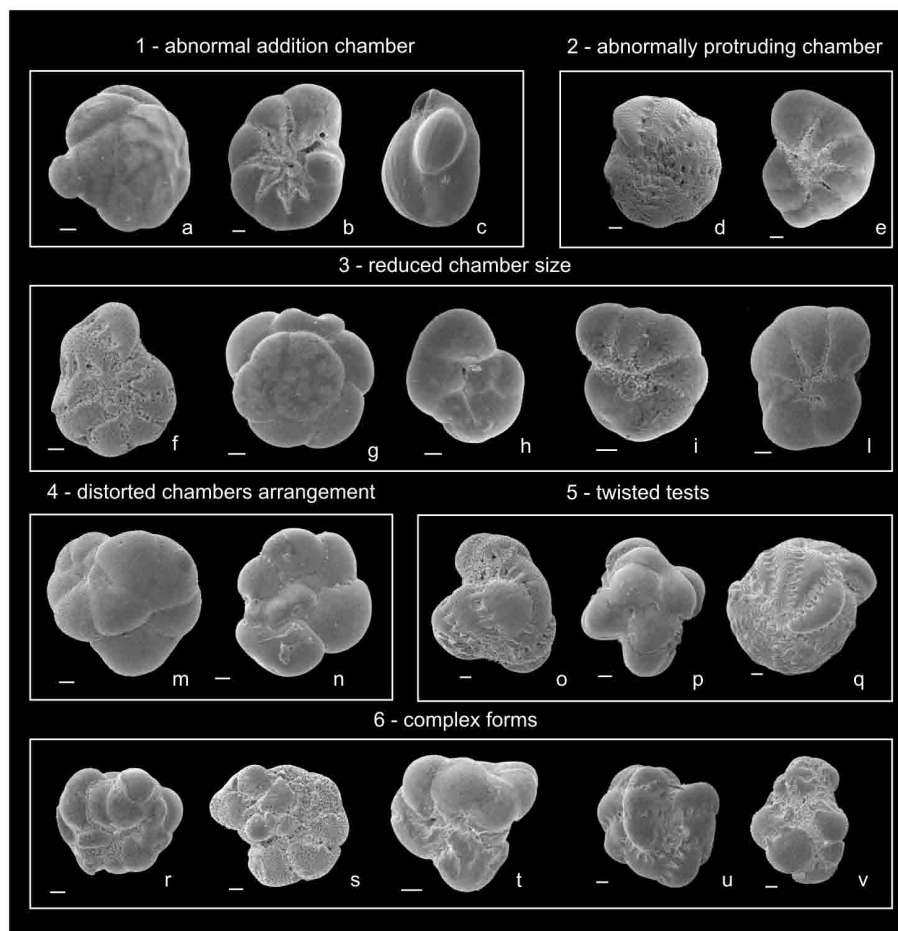 1 - abnormal addition chamber
2 - abnormally protruding chamber
a b c d e
3 - reduced chamber size
f g h i l
4 - distorted chambers arrangement
5 - twisted tests
m n o p q
6 - complex forms
r s t u v